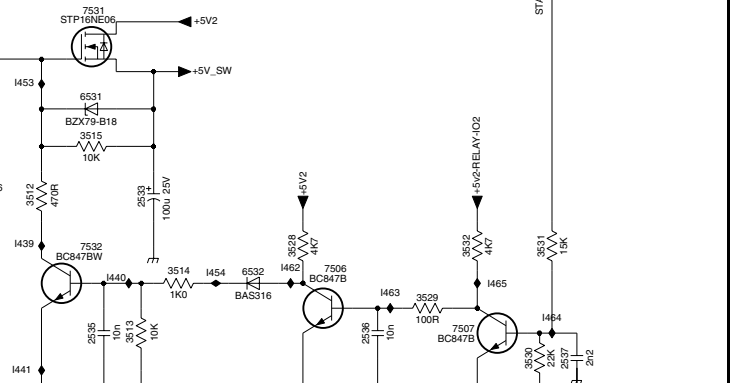 7531
STP16NE06
+5V2
+5V_SW
I453
6531
BZX79-B18
3515
10K
3512
470R
2533
100u 25V
+
I439
7532
BC847BW
I440
3514
1K0
I454
6532
BAS316
I462
+5V2
3528
4K7
7506
BC847B
I463
3529
100R
+5v2-RELAY-IO2
3532
4K7
I465
7507
BC847B
STA
3531
15K
I464
2535
10n
3513
10K
2536
10n
3530
22K
2537
2n2
I441